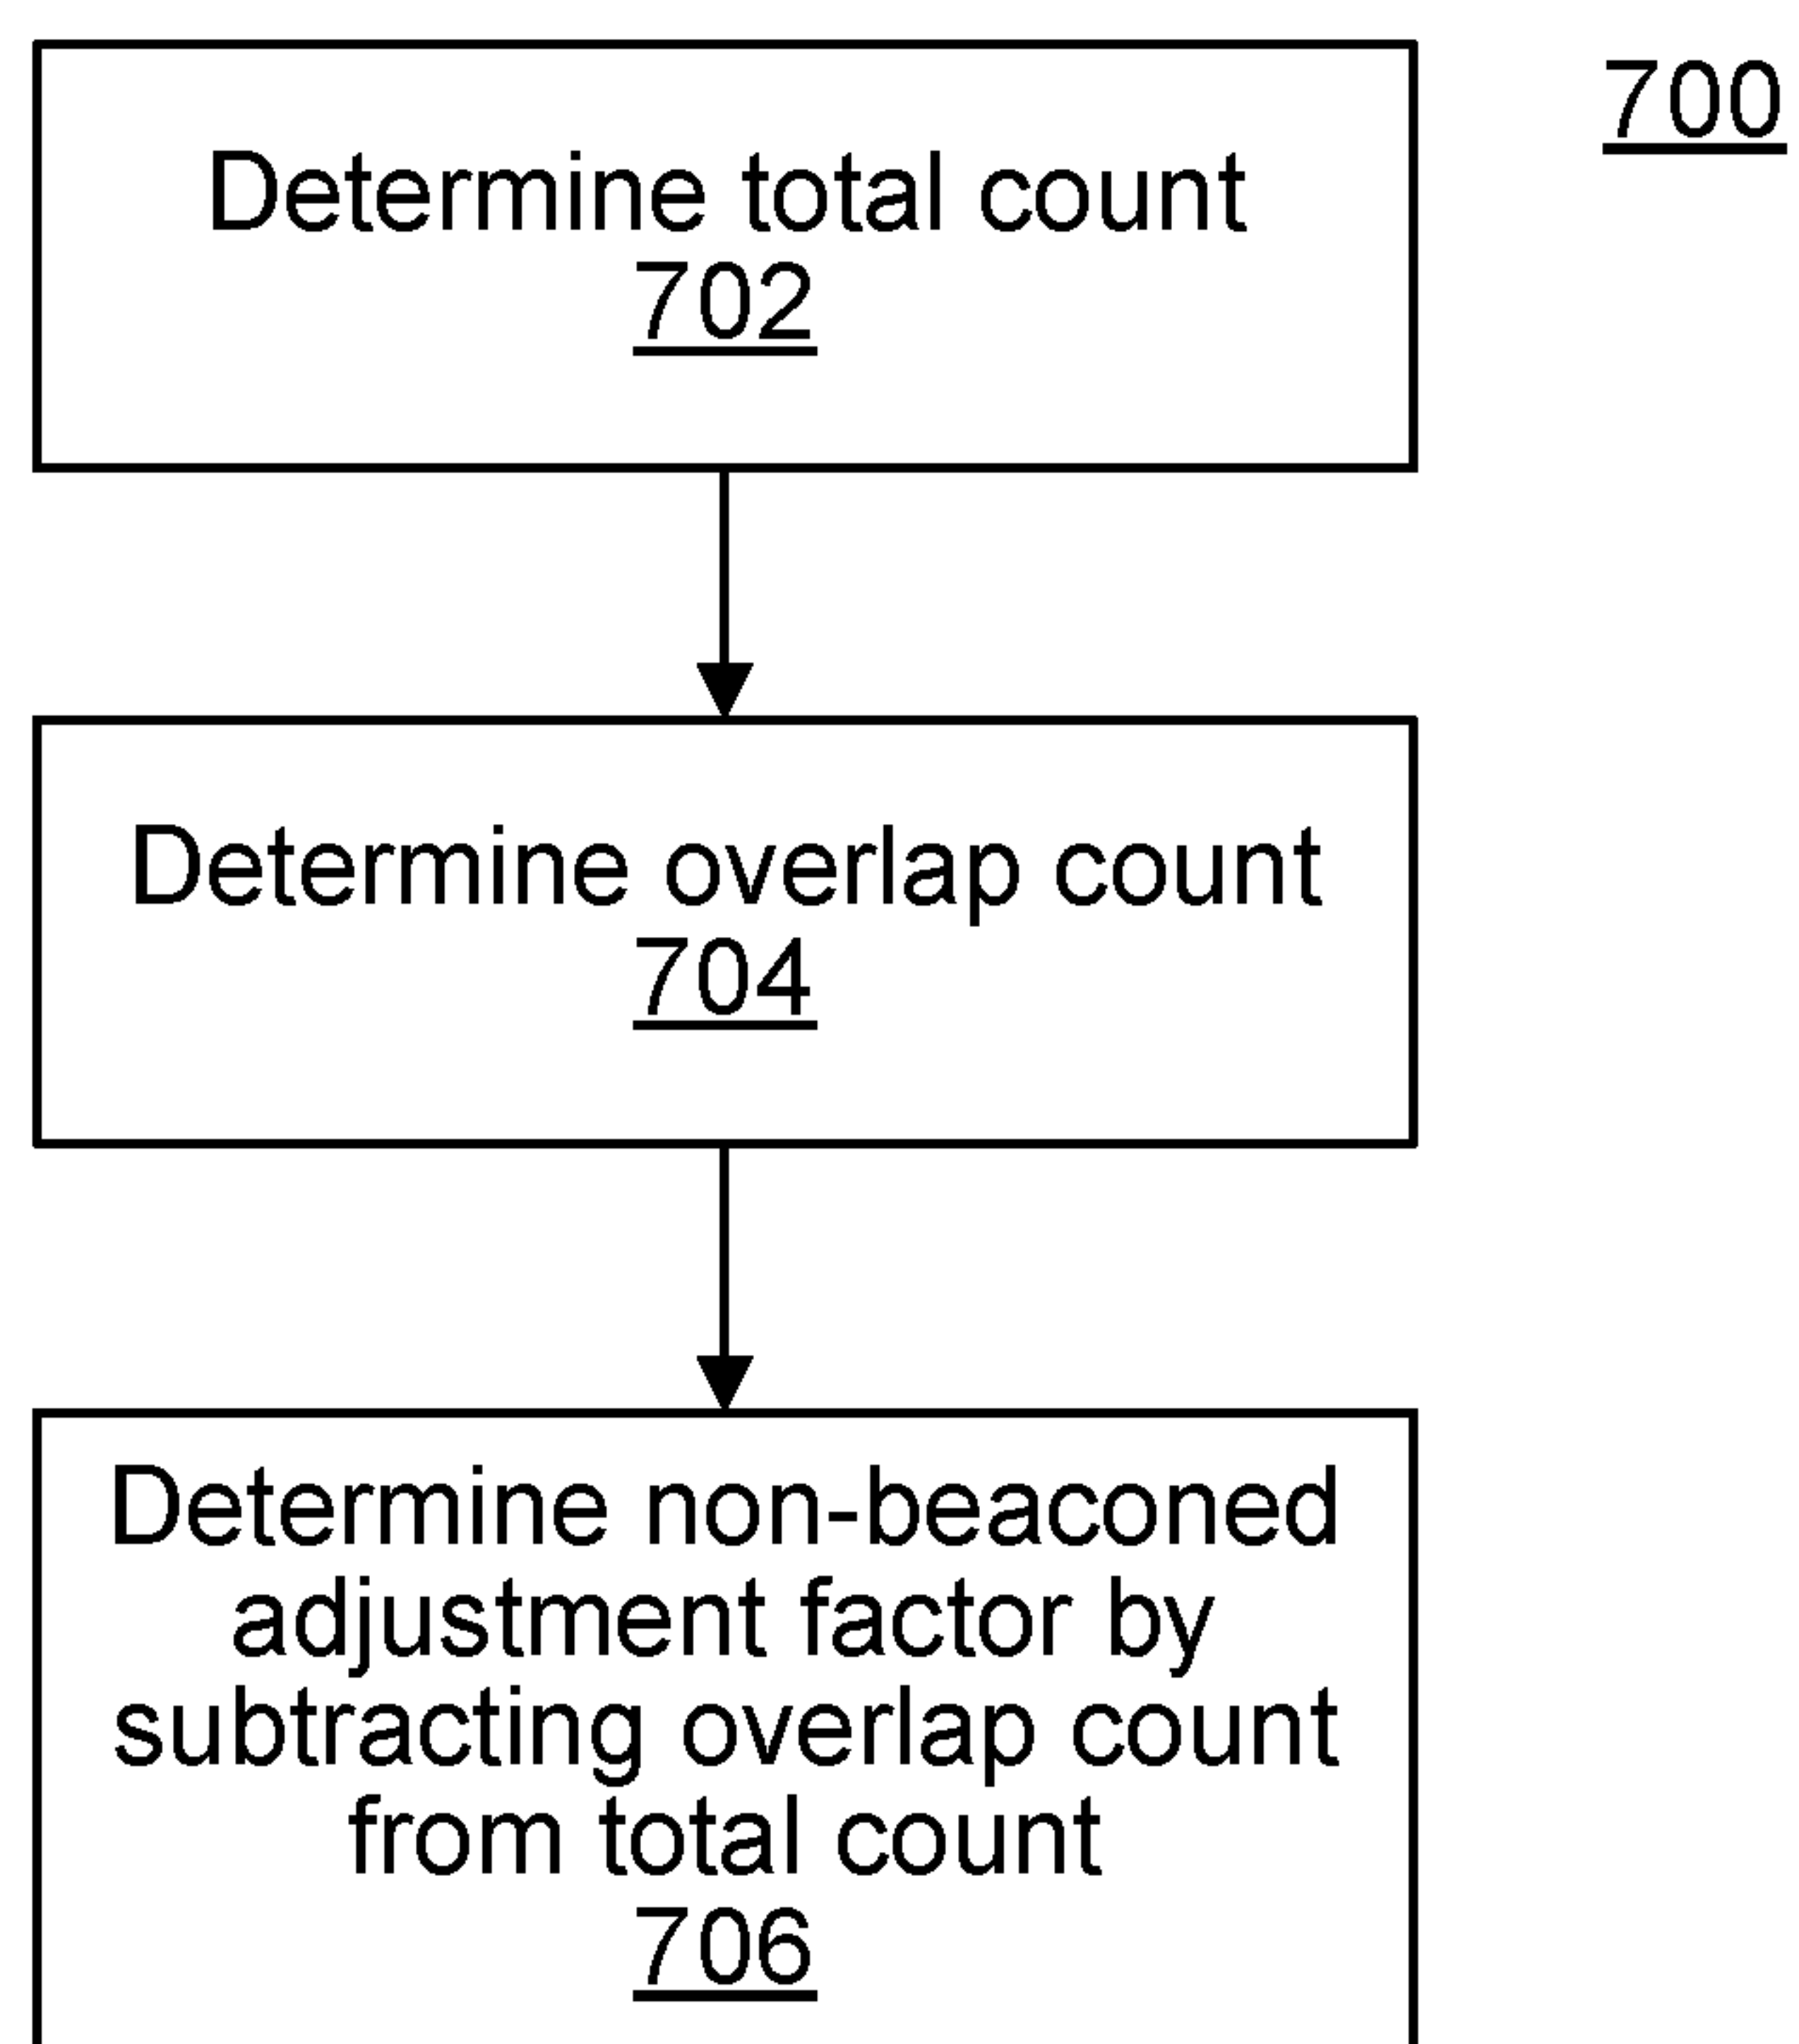 700
Determine total count
702
Determine overlap count
704
Determine non-beaconed
adjustment factor by
subtracting overlap count
from total count
706